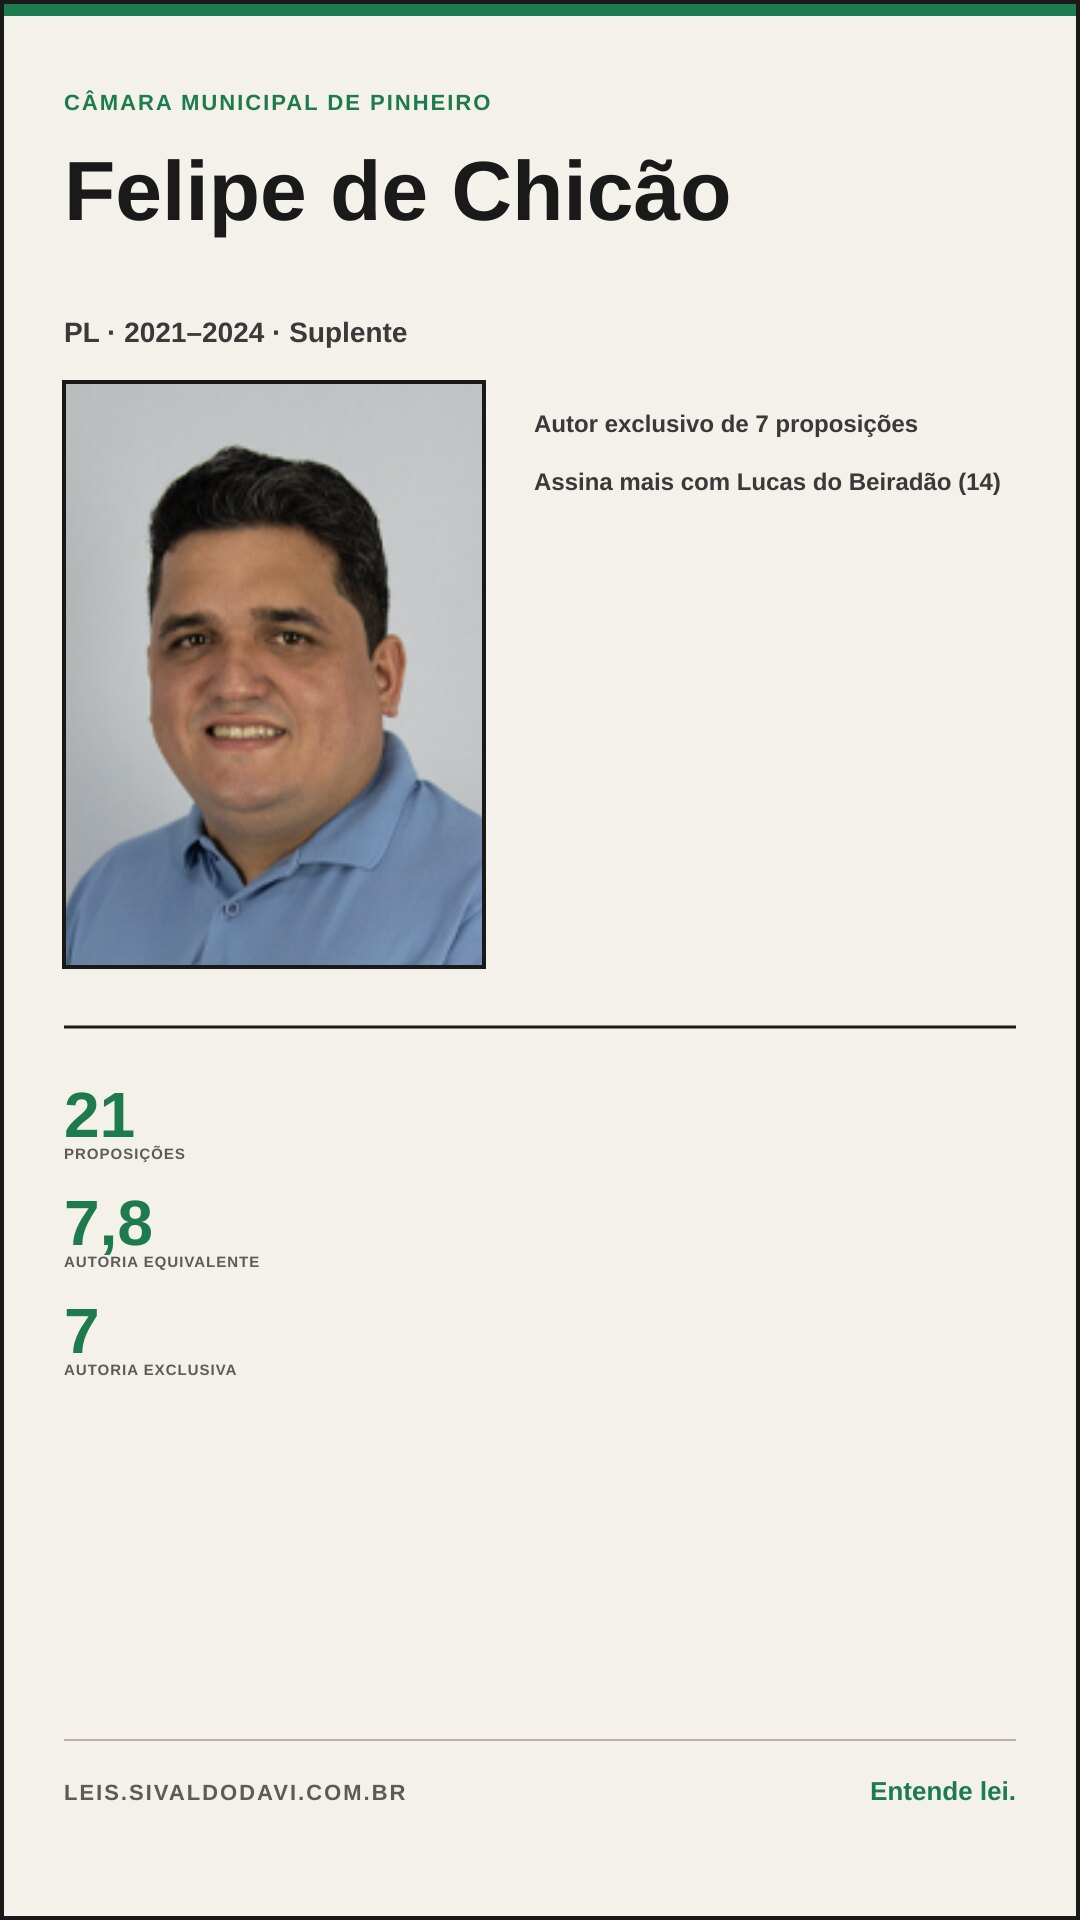 CÂMARA MUNICIPAL DE PINHEIRO
Felipe de Chicão
PL · 2021–2024 · Suplente
Autor exclusivo de 7 proposições
Assina mais com Lucas do Beiradão (14)
21
PROPOSIÇÕES
7,8
AUTORIA EQUIVALENTE
7
AUTORIA EXCLUSIVA
LEIS.SIVALDODAVI.COM.BR
Entende lei.